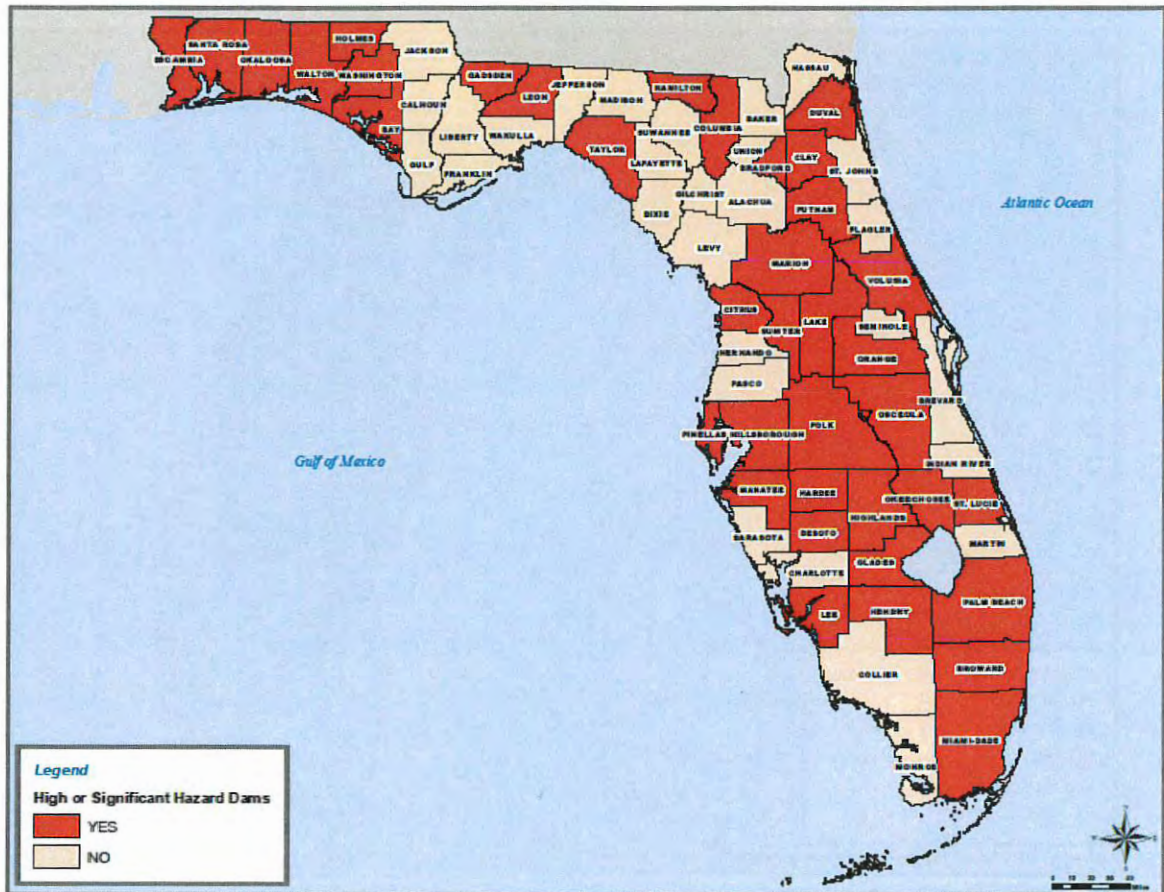 HOLMES
JACKSON
SANTA ROSA
ESCAMBIA
OKALOOSA
WALTON
WASHINGTON
BAY
CALHOUN
GULF
LIBERTY
FRANKLIN
GADSDEN
LEON
WAKULLA
JEFFERSON
MADISON
TAYLOR
HAMILTON
SUWANNEE
LAFAYETTE
DIXIE
COLUMBIA
GILCHRIST
BAKER
UNION
BRADFORD
ALACHUA
LEVY
NASSAU
DUVAL
CLAY
ST. JOHNS
PUTNAM
FLAGLER
Atlantic Ocean
MARION
VOLUSIA
CITRUS
SUMTER
LAKE
SEMINOLE
ORANGE
HERNANDO
PASCO
BREVARD
OSCEOLA
POLK
PINELLAS
HILLSBOROUGH
INDIAN RIVER
Gulf of Mexico
MANATEE
HARDEE
OKEECHOBEE
ST. LUCIE
HIGHLANDS
SARASOTA
DESOTO
MARTIN
CHARLOTTE
GLADES
LEE
HENDRY
PALM BEACH
COLLIER
BROWARD
MONROE
MIAMI-DADE
Legend
High or Significant Hazard Dams
YES
NO